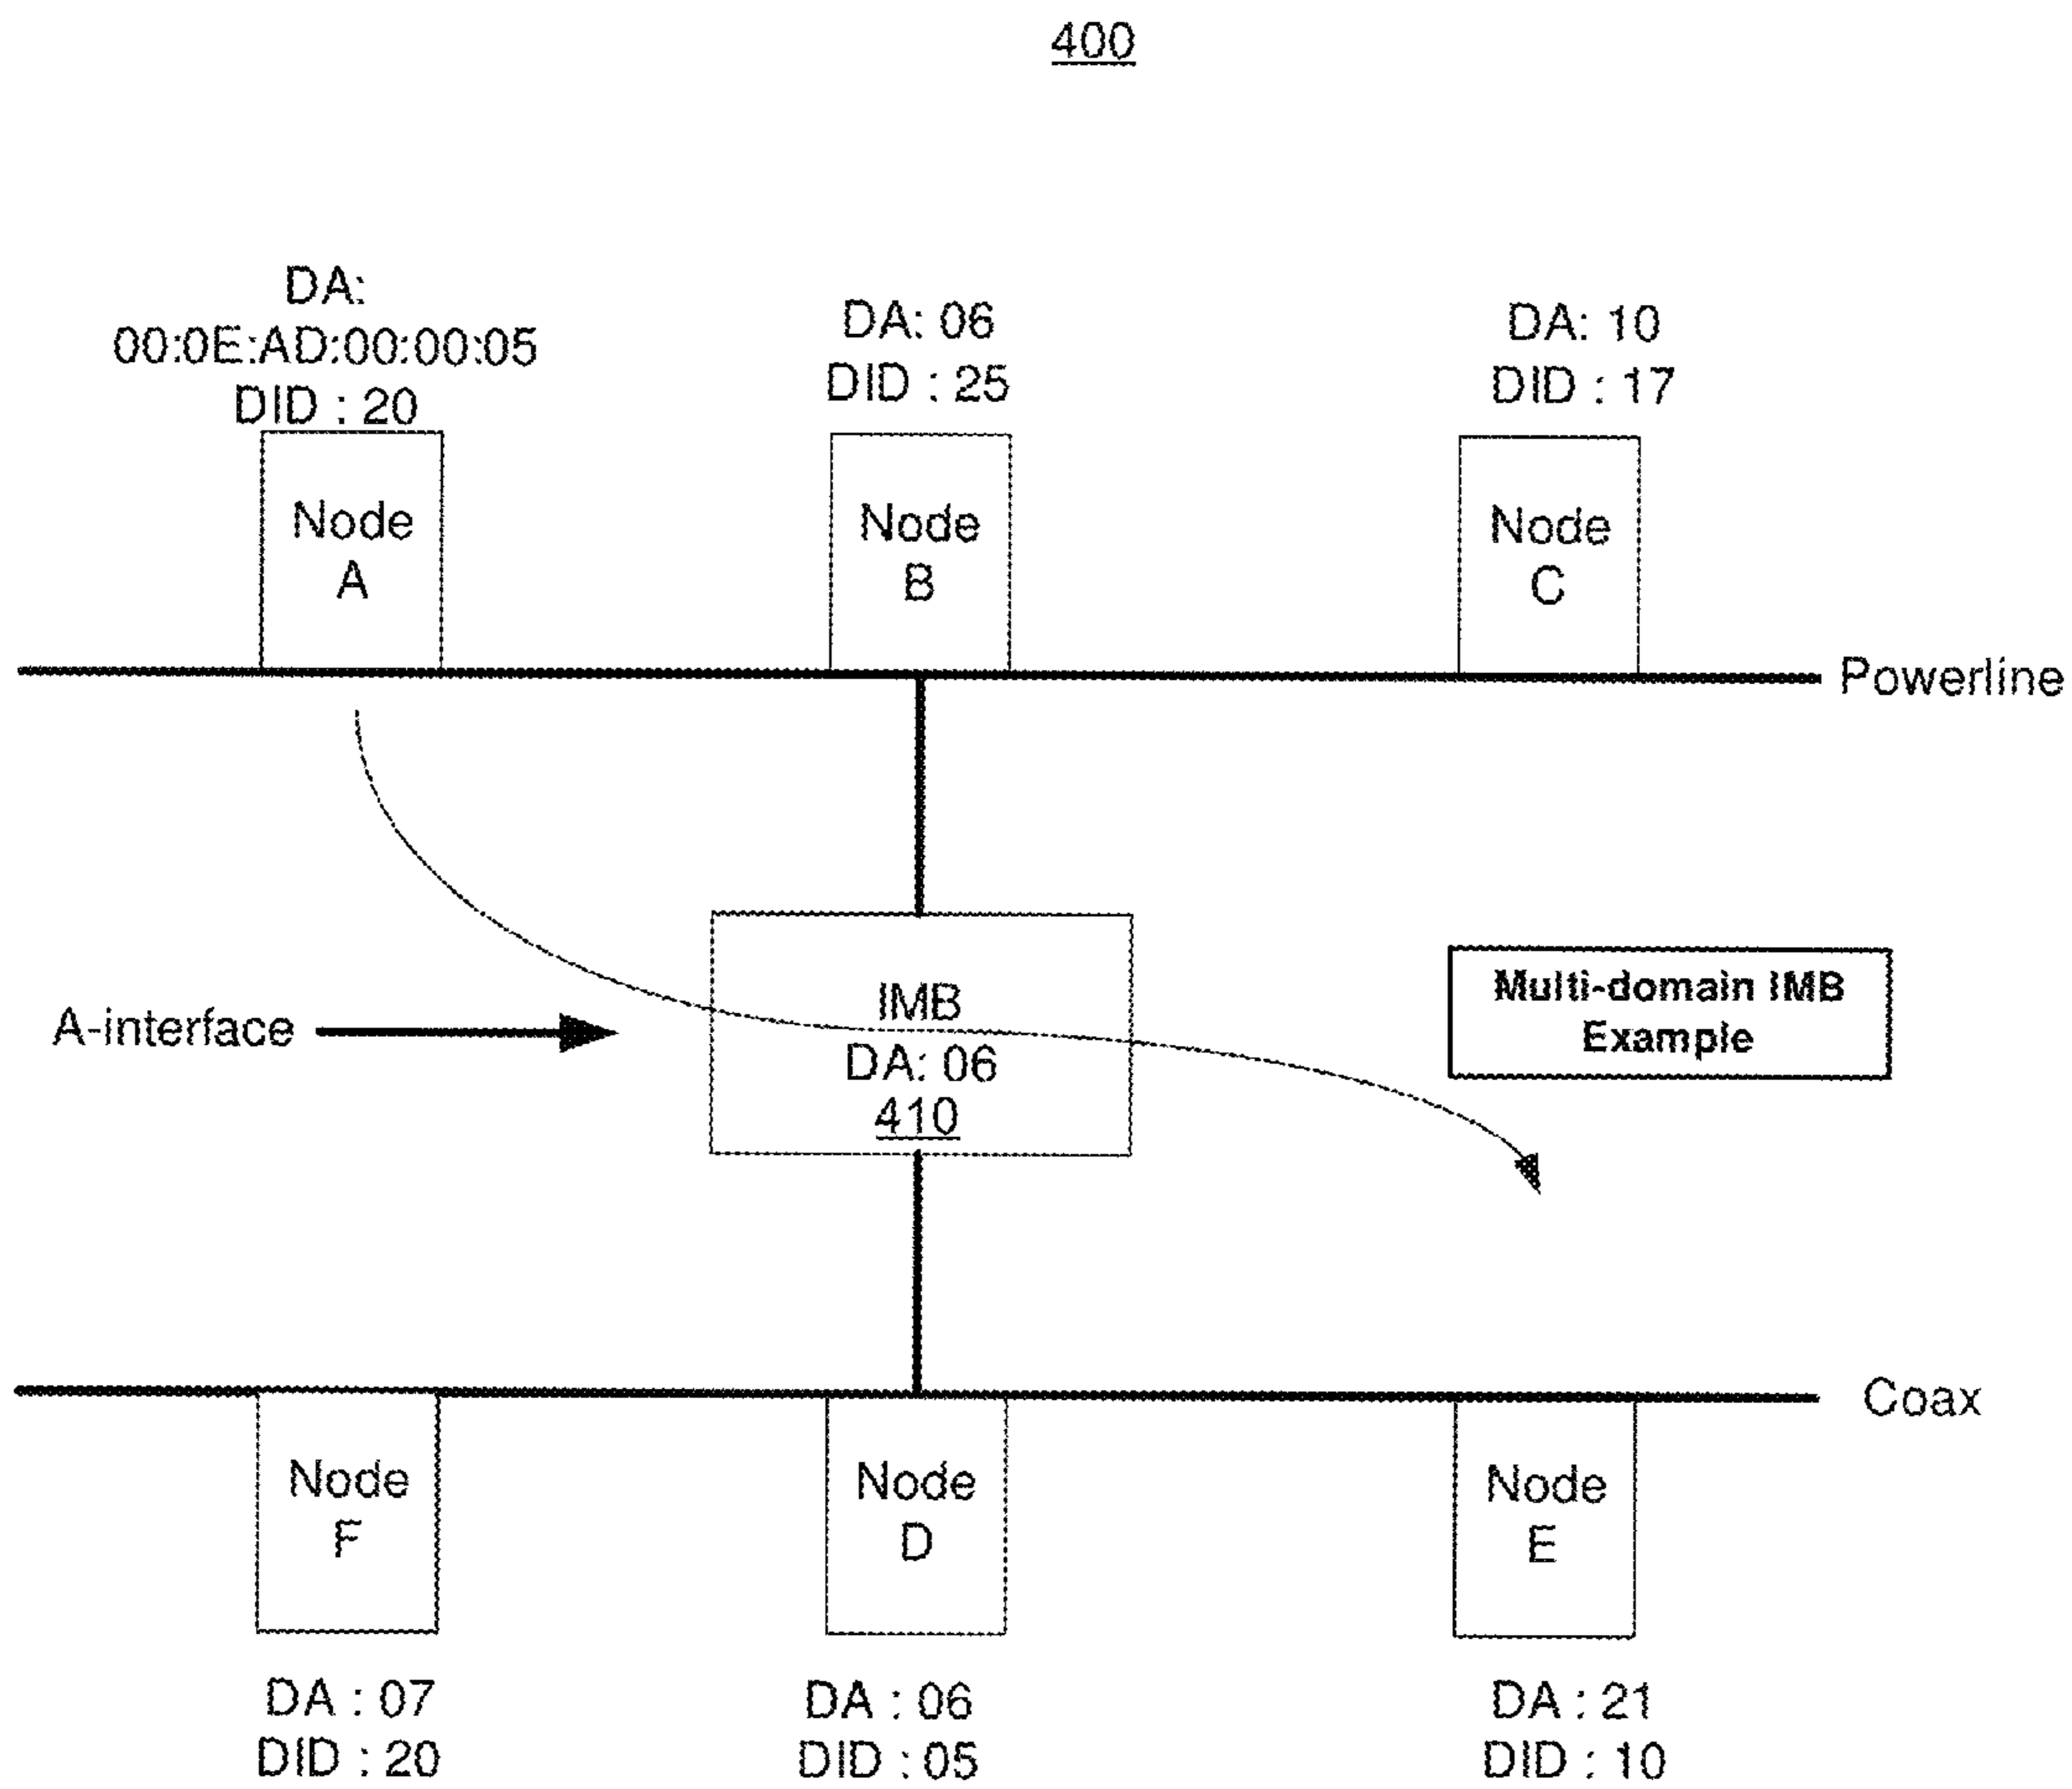 400
DA:
00:0E:AD:00:00:05
DID : 20
DA: 06
DID : 25
DA: 10
DID : 17
Node
A
Node
B
Node
C
Powerline
A-interface
IMB
DA: 06
410
Multi-domain IMB
Example
Coax
Node
F
Node
D
Node
E
DA : 07
DID : 20
DA : 06
DID : 05
DA : 21
DID : 10